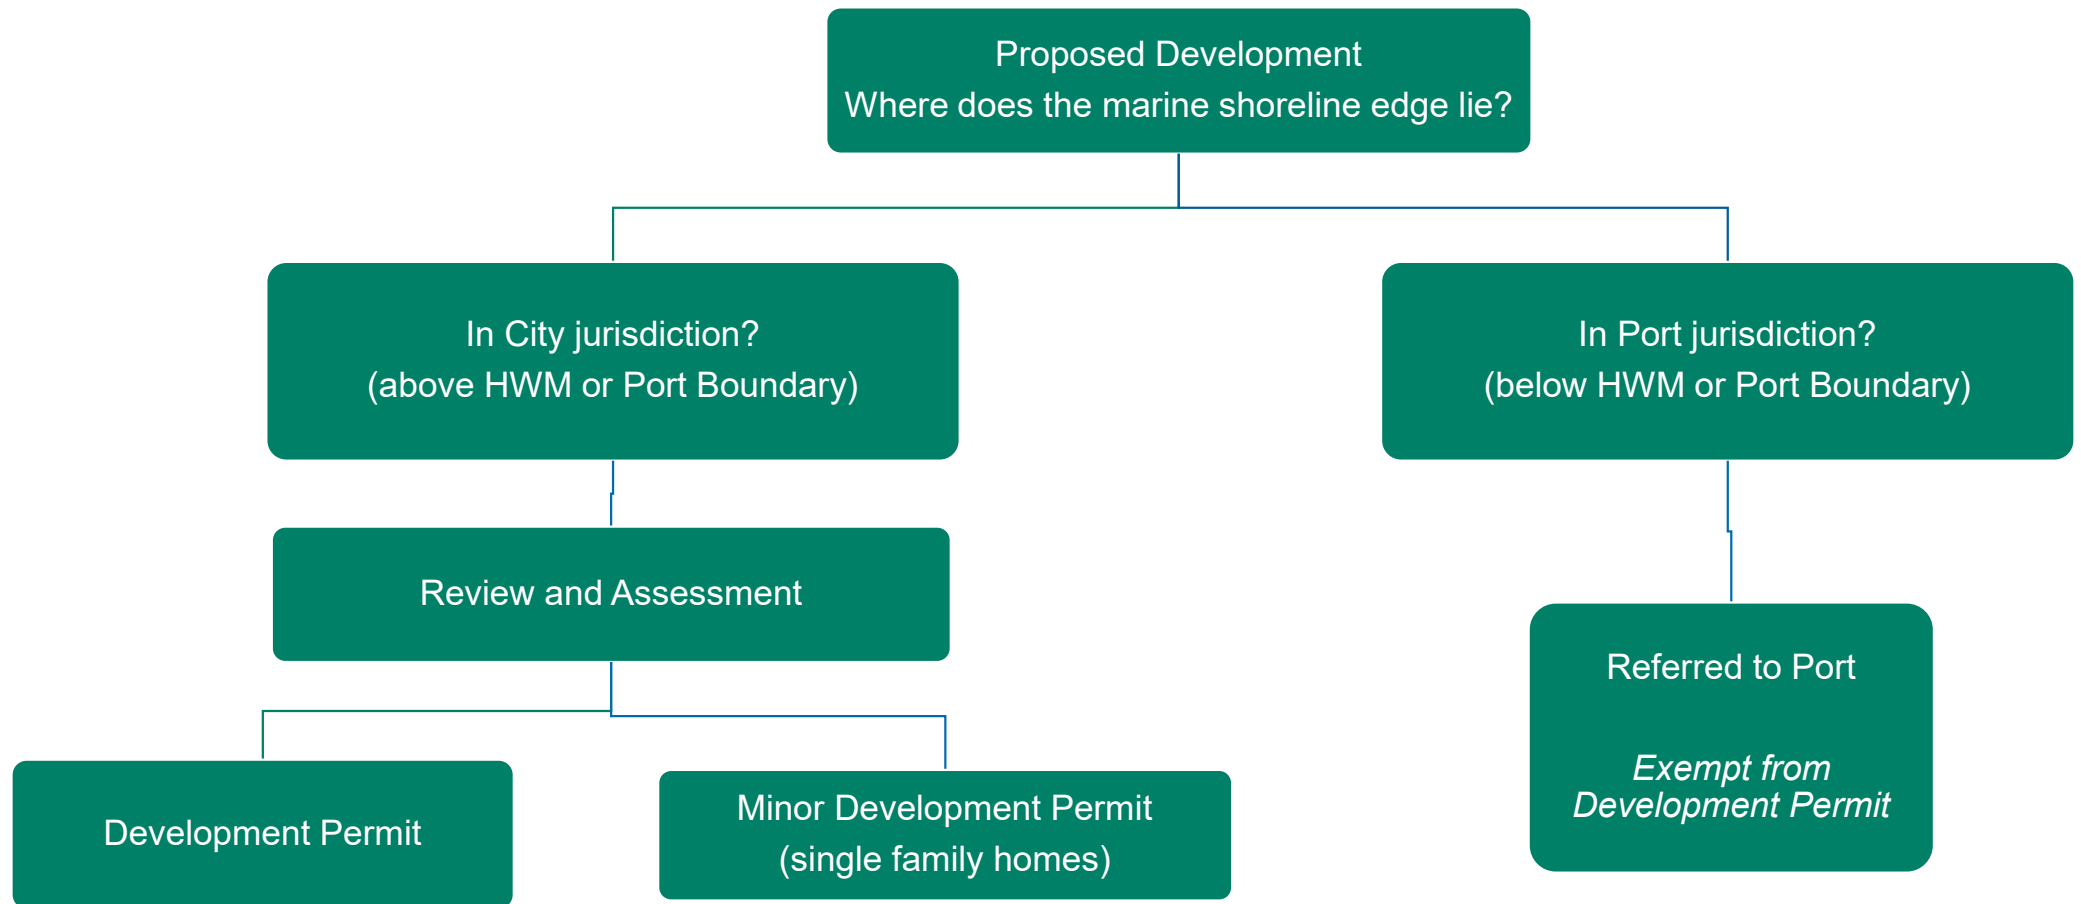 Proposed Development
Where does the marine shoreline edge lie?
In City jurisdiction?
(above HWM or Port Boundary)
In Port jurisdiction?
(below HWM or Port Boundary)
Review and Assessment
Referred to Port
Exempt from
Development Permit
Development Permit
Minor Development Permit
(single family homes)